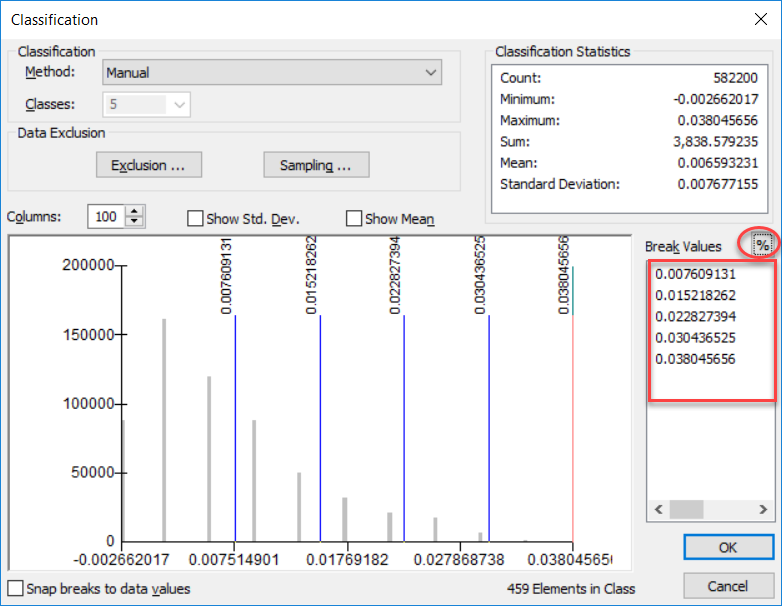 Classification
Classification
Method: Manual
Classes: 5
Data Exclusion
Exclusion ... Sampling ...
Classification Statistics
Count: 582200
Minimum: -0.002662017
Maximum: 0.038045656
Sum: 3,838.579235
Mean: 0.006593231
Standard Deviation: 0.007677155
Columns: 100 Show Std. Dev. Show Mean
Break Values %
0.007609131
0.015218262
0.022827394
0.030436525
0.038045656
0.007609131
0.015218262
0.022827394
0.030436525
0.038045656
200000
150000
100000
50000
0
-0.002662017 0.007514901 0.01769182 0.027868738 0.03804565
OK
Snap breaks to data values 459 Elements in Class Cancel